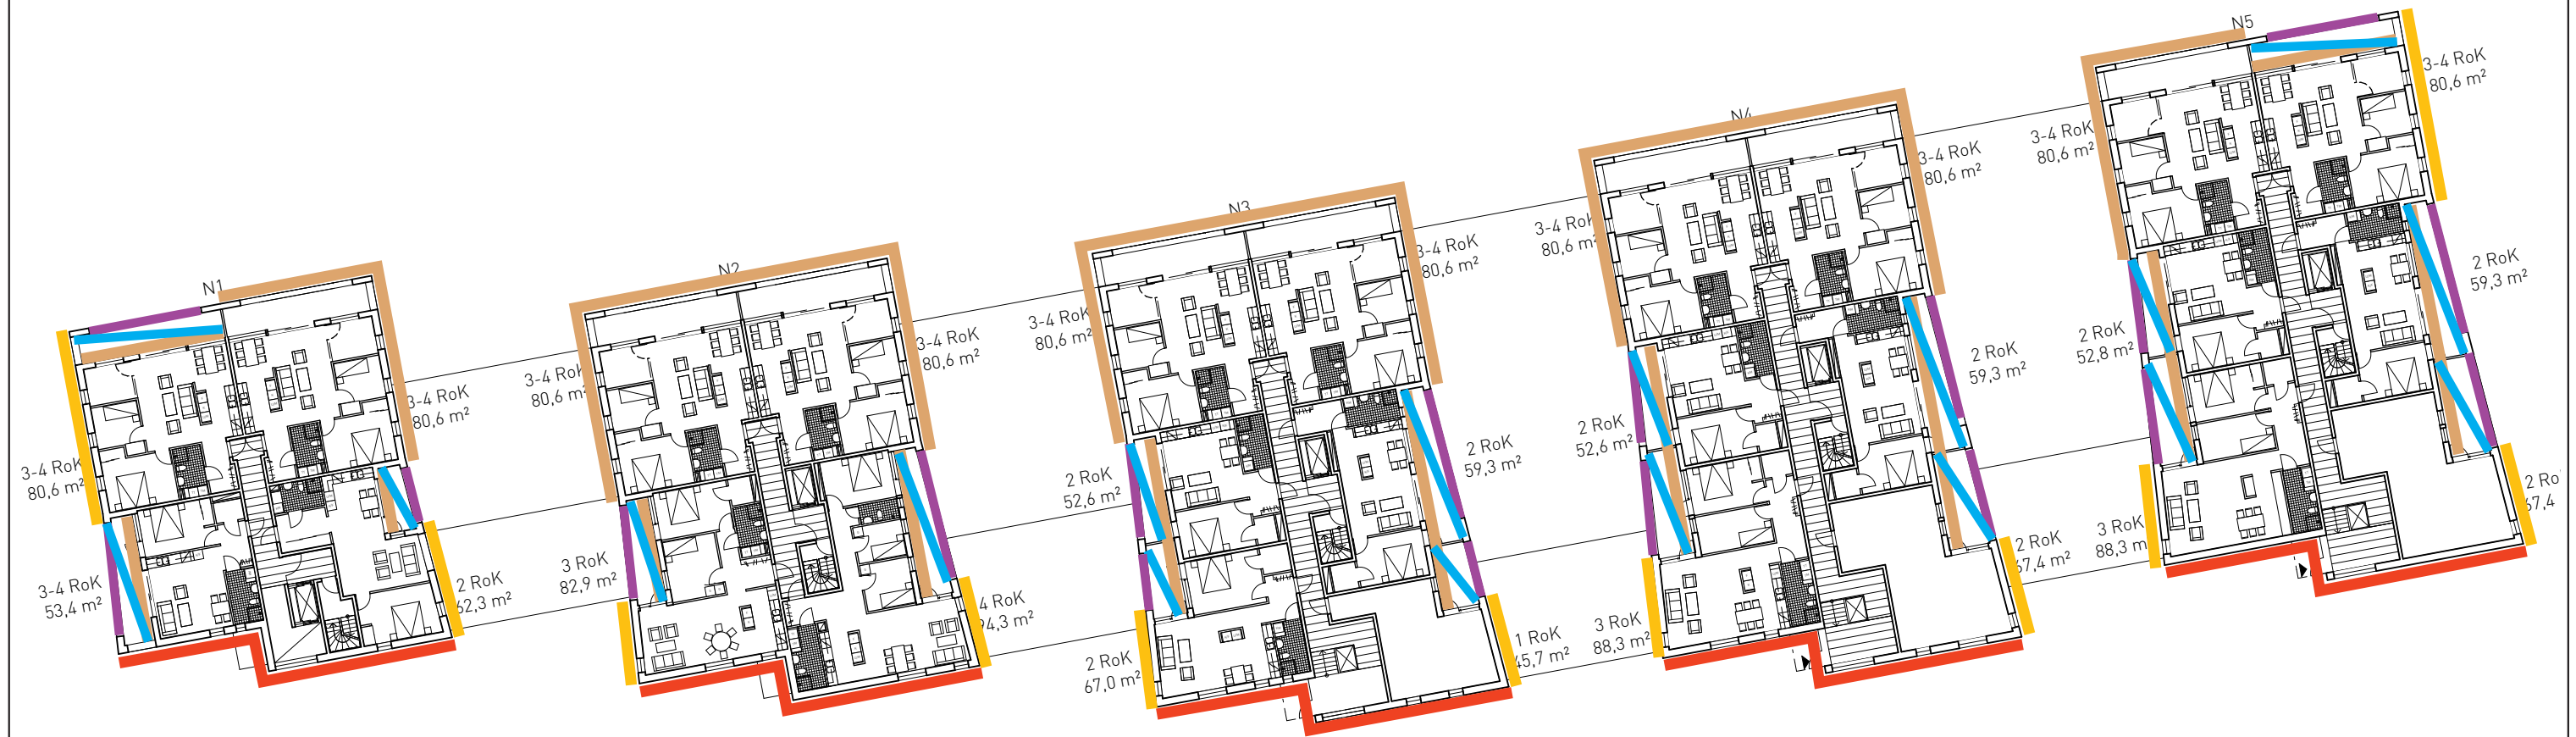 N1
3-4 RoK
80,6 m²
3-4 RoK
80,6 m²
3-4 RoK
53,4 m²
2 RoK
62,3 m²
N2
3-4 RoK
80,6 m²
3-4 RoK
80,6 m²
3 RoK
82,9 m²
4 RoK
94,3 m²
N3
3-4 RoK
80,6 m²
3-4 RoK
80,6 m²
2 RoK
52,6 m²
2 RoK
59,3 m²
2 RoK
67,0 m²
1 RoK
45,7 m²
N4
3-4 RoK
80,6 m²
3-4 RoK
80,6 m²
2 RoK
52,6 m²
2 RoK
59,3 m²
3 RoK
88,3 m²
2 RoK
67,4 m²
N5
3-4 RoK
80,6 m²
3-4 RoK
80,6 m²
2 RoK
52,8 m²
2 RoK
59,3 m²
3 RoK
88,3 m
2 Ro
67,4